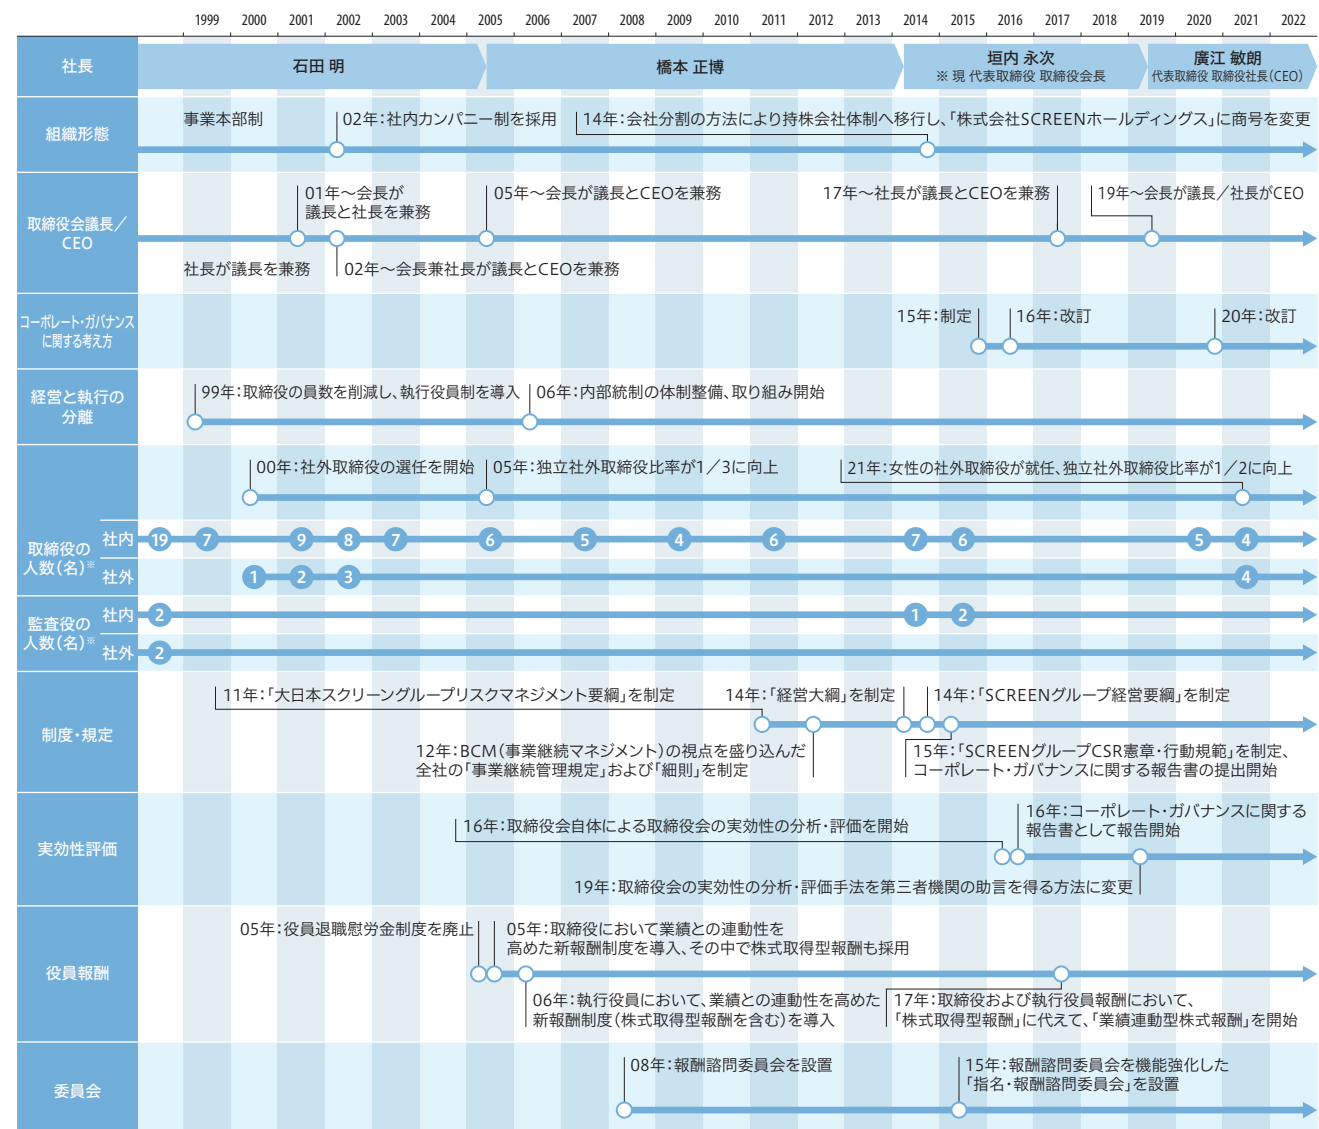 1999 2000 2001 2002 2003 2004 2005 2006 2007 2008 2009 2010 2011 2012 2013 2014 2015 2016 2017 2018 2019 2020 2021 2022
社長
石田 明
橋本 正博
垣内 永次
※ 現 代表取締役 取締役会長
廣江 敏朗
代表取締役 取締役社長(CEO)
組織形態
事業本部制
02年:社内カンパニー制を採用
14年:会社分割の方法により持株会社体制へ移行し、「株式会社SCREENホールディングス」に商号を変更
取締役会議長/
CEO
01年~会長が
議長と社長を兼務
05年~会長が議長とCEOを兼務
17年~社長が議長とCEOを兼務
19年~会長が議長/社長がCEO
社長が議長を兼務
02年~会長兼社長が議長とCEOを兼務
コーポレート・ガバナンス
に関する考え方
15年:制定
16年:改訂
20年:改訂
経営と執行の
分離
99年:取締役の員数を削減し、執行役員制を導入
06年:内部統制の体制整備、取り組み開始
00年:社外取締役の選任を開始
05年:独立社外取締役比率が1/3に向上
21年:女性の社外取締役が就任、独立社外取締役比率が1/2に向上
取締役の
人数(名)※
社内
19 7 9 8 7 6 5 4 6 7 6 5 4
社外
1 2 3 4
監査役の
人数(名)※
社内
2 1 2
社外
2
制度・規定
11年:「大日本スクリーングループリスクマネジメント要綱」を制定
14年:「経営大綱」を制定
14年:「SCREENグループ経営要綱」を制定
12年:BCM(事業継続マネジメント)の視点を盛り込んだ
全社の「事業継続管理規定」および「細則」を制定
15年:「SCREENグループCSR憲章・行動規範」を制定、
コーポレート・ガバナンスに関する報告書の提出開始
実効性評価
16年:取締役会自体による取締役会の実効性の分析・評価を開始
16年:コーポレート・ガバナンスに関する
報告書として報告開始
19年:取締役会の実効性の分析・評価手法を第三者機関の助言を得る方法に変更
役員報酬
05年:役員退職慰労金制度を廃止
05年:取締役において業績との連動性を
高めた新報酬制度を導入、その中で株式取得型報酬も採用
06年:執行役員において、業績との連動性を高めた
新報酬制度(株式取得型報酬を含む)を導入
17年:取締役および執行役員報酬において、
「株式取得型報酬」に代えて、「業績連動型株式報酬」を開始
委員会
08年:報酬諮問委員会を設置
15年:報酬諮問委員会を機能強化した
「指名・報酬諮問委員会」を設置